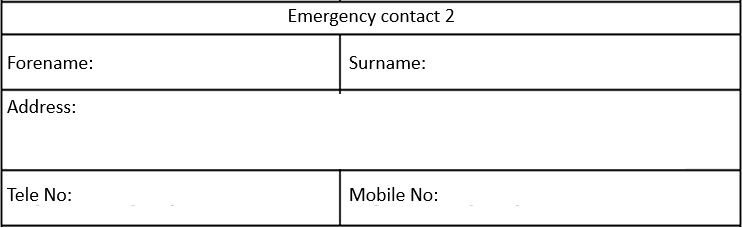 Emergency contact 2
Forename: Surname:
Address:
Tele No: Mobile No: